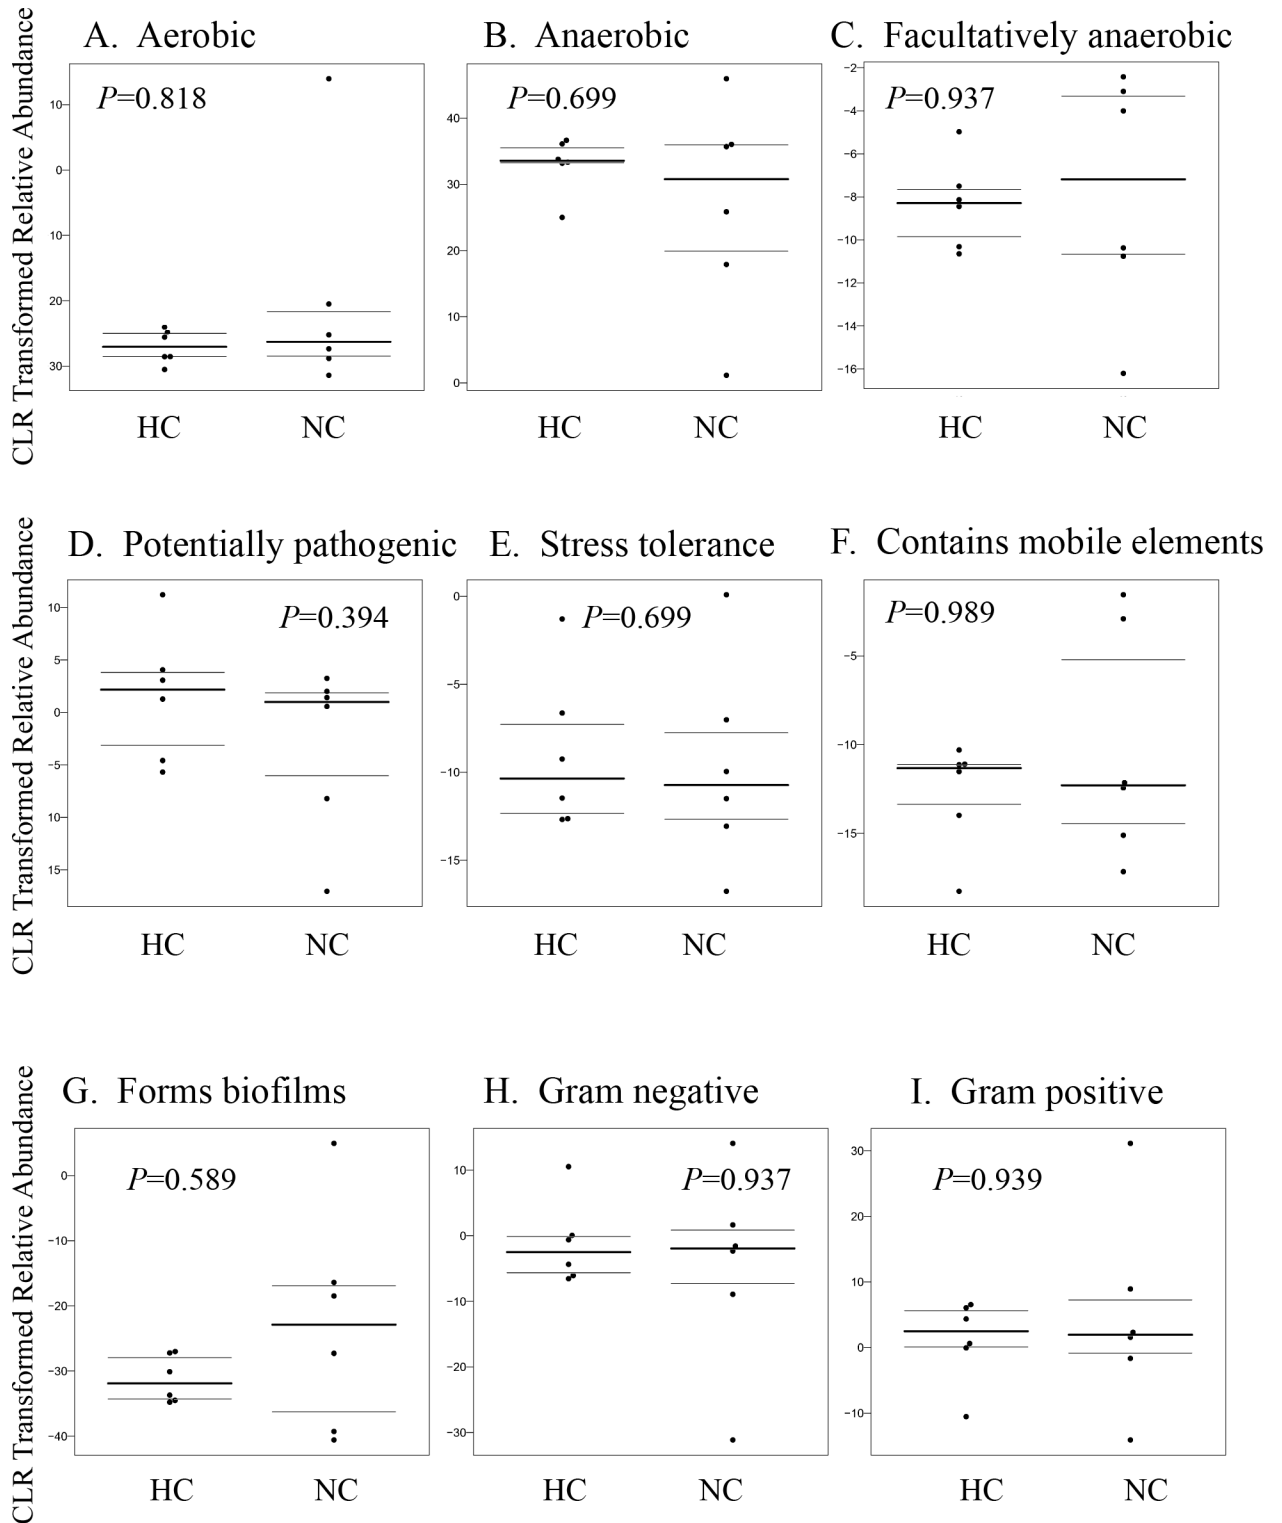 A. Aerobic
B. Anaerobic
C. Facultatively anaerobic
CLR Transformed Relative Abundance
P=0.818
P=0.699
P=0.937
10
0
10
20
30
40
30
20
10
0
−2
−4
−6
−8
−10
−12
−14
−16
HC
NC
HC
NC
HC
NC
D. Potentially pathogenic
E. Stress tolerance
F. Contains mobile elements
CLR Transformed Relative Abundance
P=0.394
P=0.699
P=0.989
10
5
0
−5
10
15
0
−5
−10
−15
−5
−10
−15
HC
NC
HC
NC
HC
NC
G. Forms biofilms
H. Gram negative
I. Gram positive
CLR Transformed Relative Abundance
P=0.589
P=0.937
P=0.939
0
−10
−20
−30
−40
10
0
−10
−20
−30
30
20
10
0
−10
HC
NC
HC
NC
HC
NC